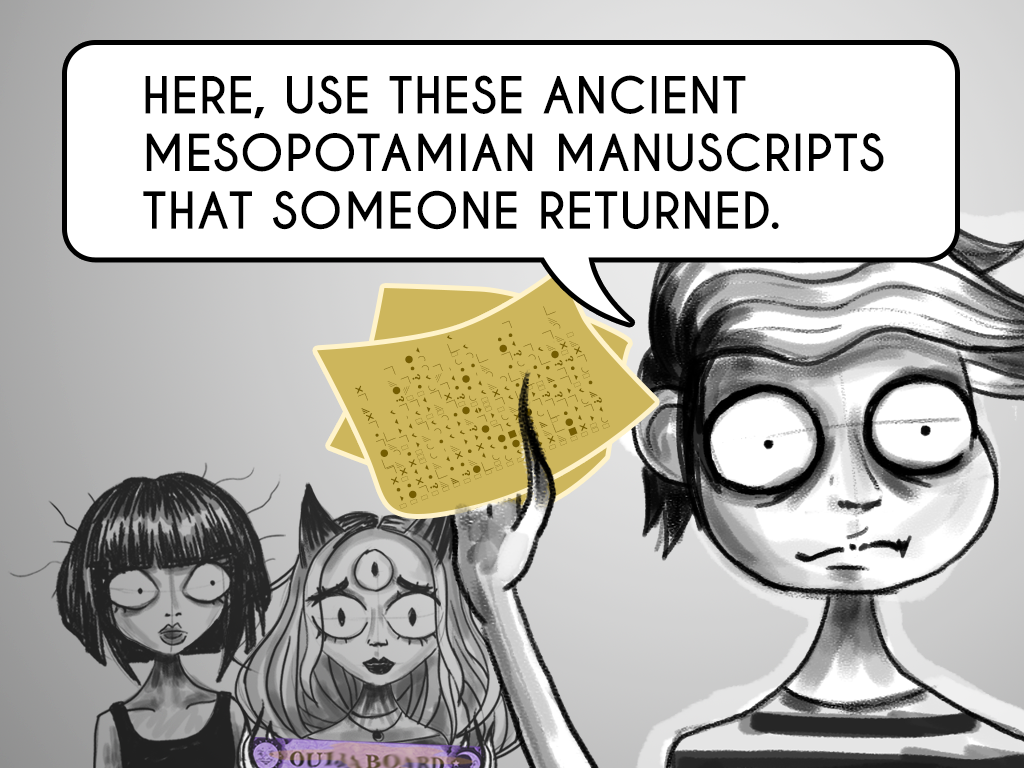 HERE, USE THESE ANCIENT
MESOPOTAMIAN MANUSCRIPTS
THAT SOMEONE RETURNED.
OUIJA BOARD